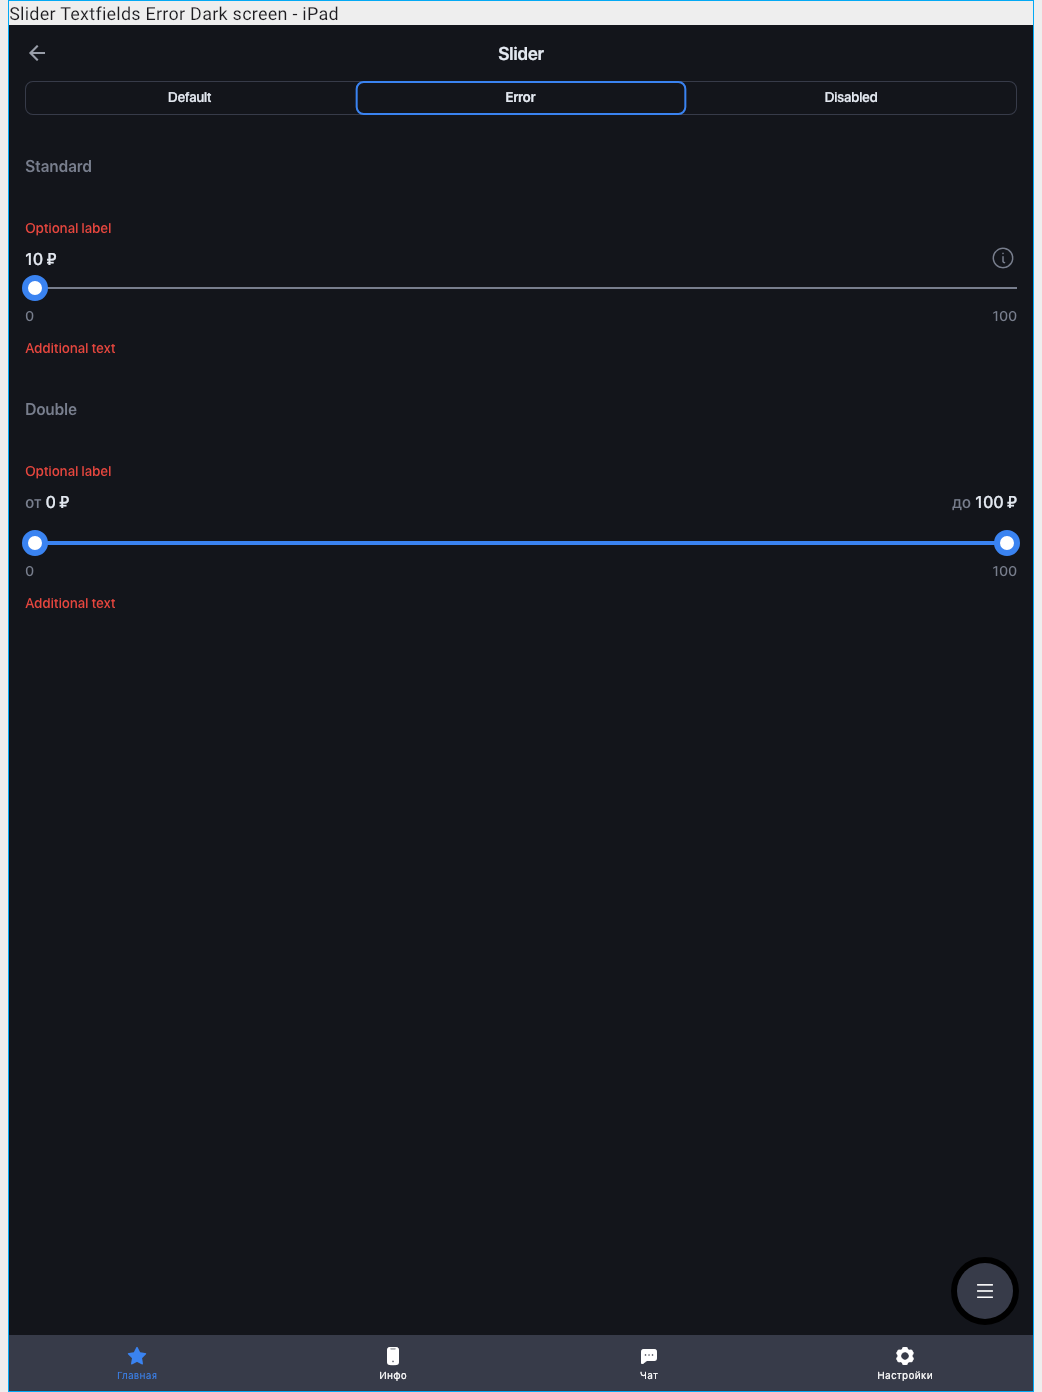 Slider Textfields Error Dark screen - iPad
Slider
Default Error Disabled
Standard
Optional label
10 ₽
0 100
Additional text
Double
Optional label
от 0 ₽ до 100 ₽
0 100
Additional text
Главная Инфо Чат Настройки